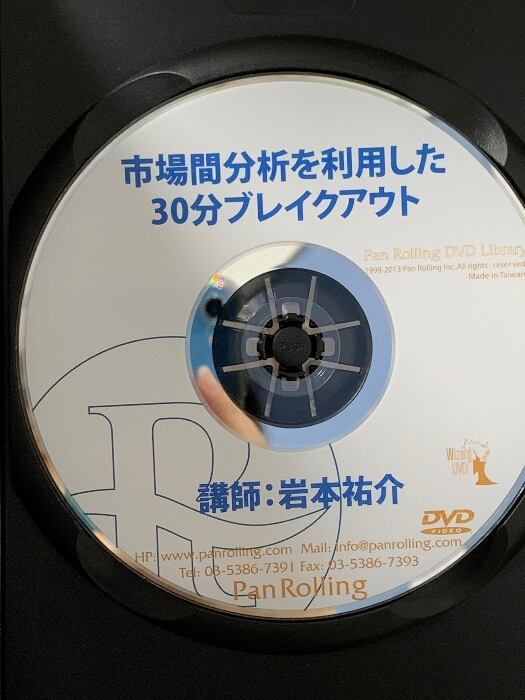 市場間分析を利用した
30分ブレイクアウト
Pan Rolling DVD Library
1999-2013 Pan Rolling Inc.,All rights reserved
Made in Taiwan
Wizard
DVD
講師：岩本祐介
DVD
VIDEO
HP: www.panrolling.com Mail: info@panrolling.com
Tel: 03-5386-7391 Fax: 03-5386-7393
Pan Rolling